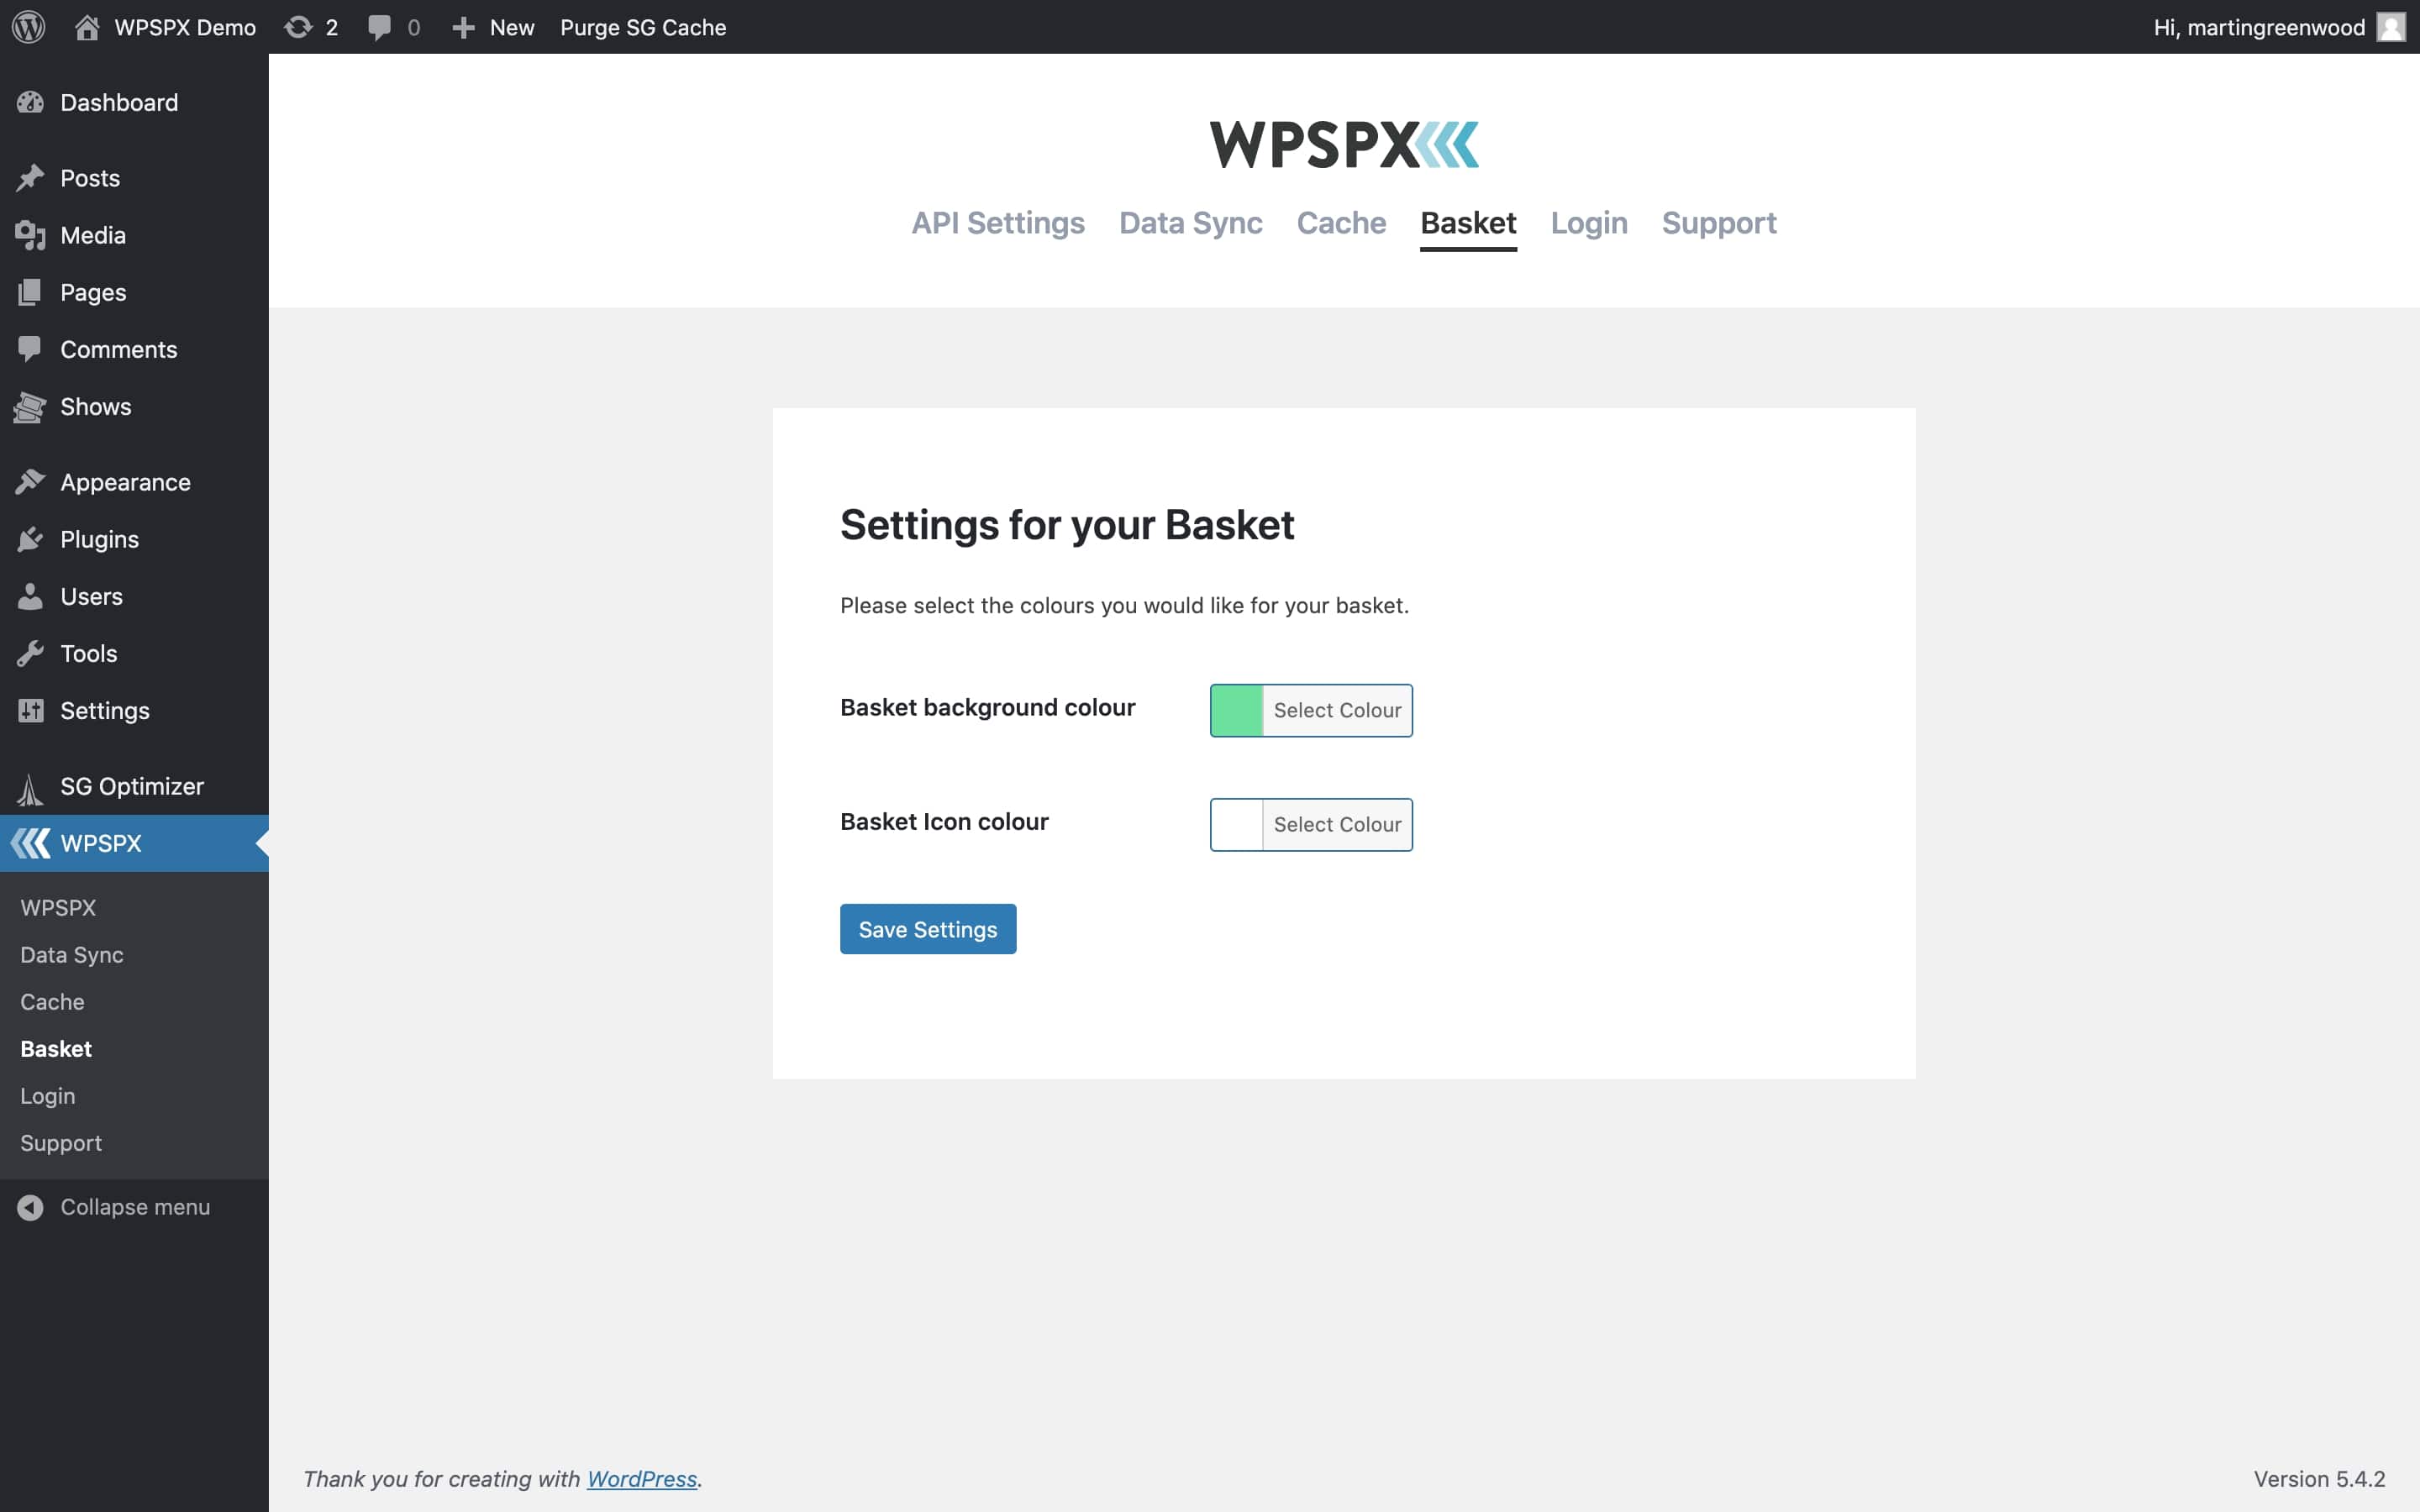 WPSPX Demo 2 0 New Purge SG Cache Hi, martingreenwood
Dashboard
Posts
Media
Pages
Comments
Shows
Appearance
Plugins
Users
Tools
Settings
SG Optimizer
WPSPX
WPSPX
Data Sync
Cache
Basket
Login
Support
Collapse menu
WPSPX
API Settings Data Sync Cache Basket Login Support
Settings for your Basket
Please select the colours you would like for your basket.
Basket background colour Select Colour
Basket Icon colour Select Colour
Save Settings
Thank you for creating with WordPress. Version 5.4.2